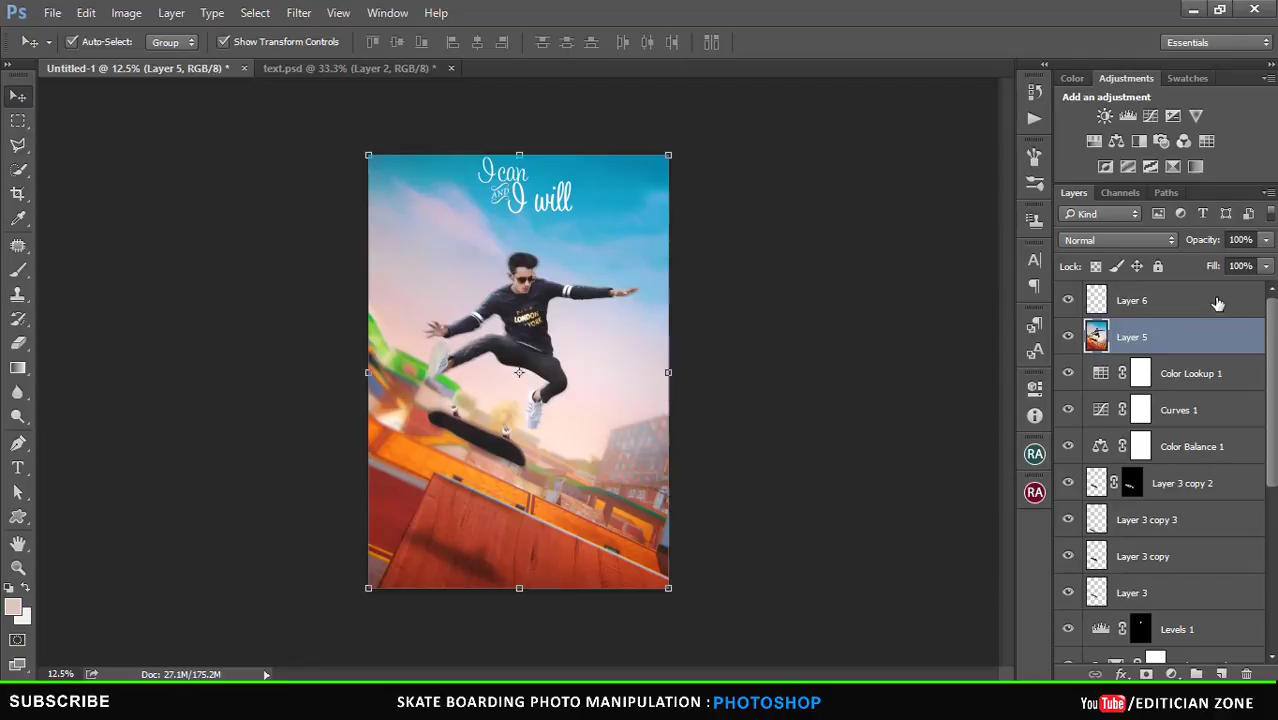 Ps File Edit Image Layer Type Select Filter View Window Help
Auto-Select: Group Show Transform Controls Essentials
Untitled-1 @ 12.5% (Layer 5, RGB/8) * × text.psd @ 33.3% (Layer 2, RGB/8) * ×
Color Adjustments Swatches
Add an adjustment
Layers Channels Paths
Kind
Normal Opacity: 100%
Lock: Fill: 100%
Layer 6
Layer 5
Color Lookup 1
Curves 1
Color Balance 1
Layer 3 copy 2
Layer 3 copy 3
Layer 3 copy
Layer 3
Levels 1
I can
AND
I will
LONDON
RA
RA
12.5% Doc: 27.1M/175.2M
SUBSCRIBE SKATE BOARDING PHOTO MANIPULATION : PHOTOSHOP YouTube/EDITICIAN ZONE